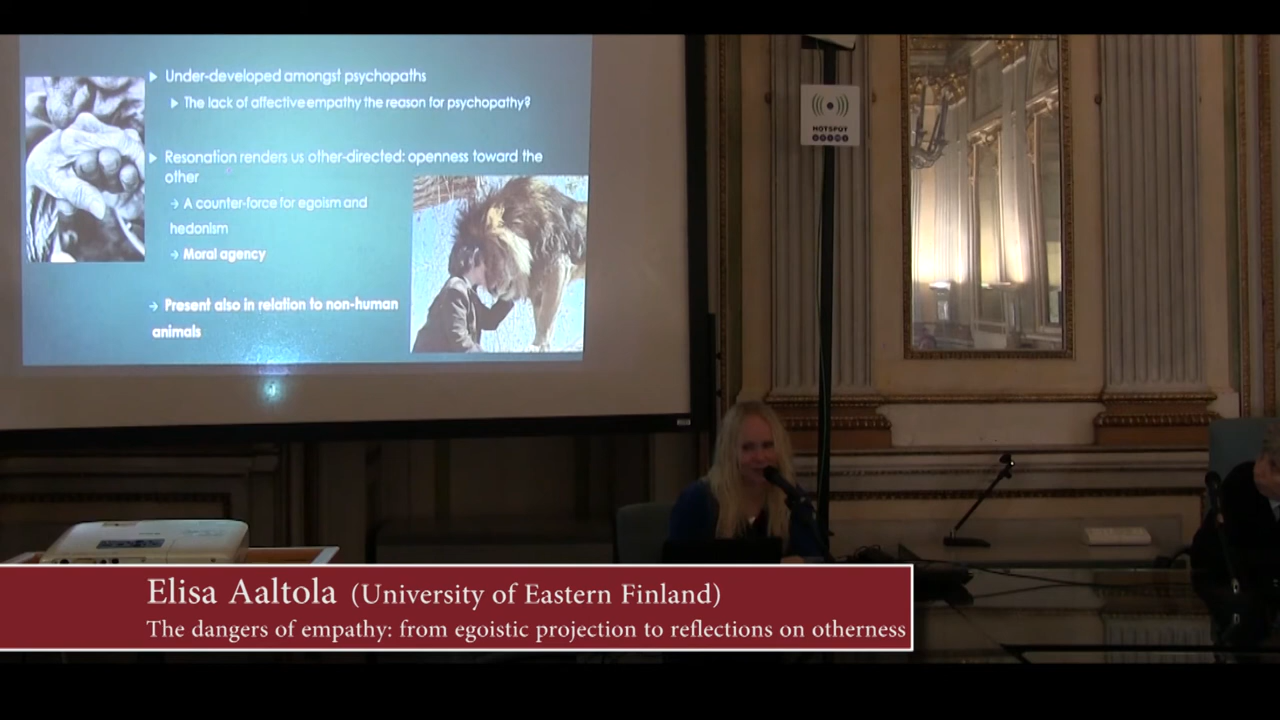 Under-developed amongst psychopaths
The lack of affective empathy the reason for psychopathy?
Resonation renders us other-directed: openness toward the
other
→ A counter-force for egoism and
hedonism
→ Moral agency
→ Present also in relation to non-human
animals
HOTSPOT
Elisa Aaltola (University of Eastern Finland)
The dangers of empathy: from egoistic projection to reflections on otherness